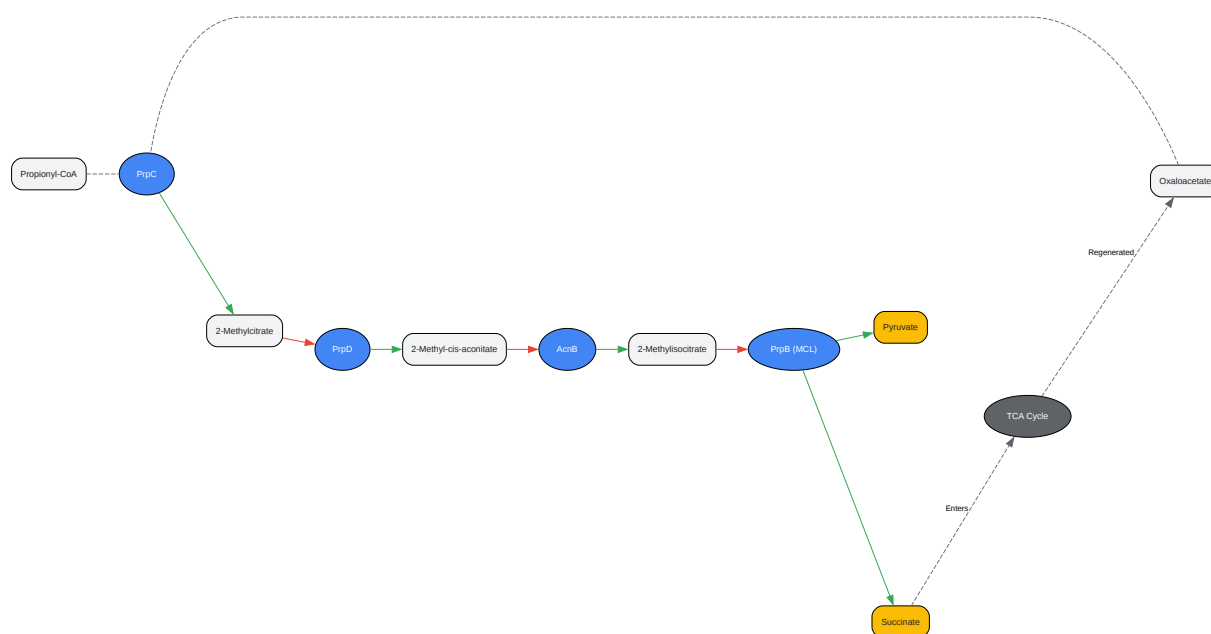 Propionyl-CoA
PrpC
Oxaloacetate
Regenerated
2-Methylcitrate
PrpD
2-Methyl-cis-aconitate
AcnB
2-Methylisocitrate
PrpB (MCL)
Pyruvate
TCA Cycle
Enters
Succinate